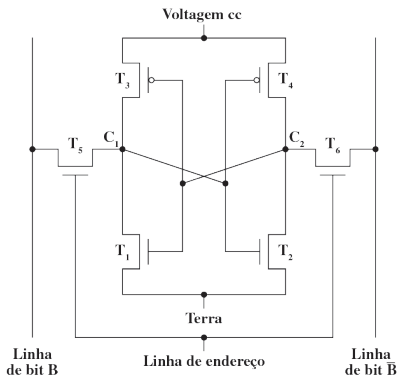 Voltagem cc
T3 T4
T5 C1 C2 T6
T1 T2
Terra
Linha de bit B
Linha de endereço
Linha de bit B̅